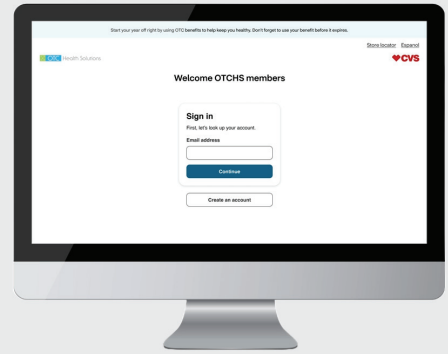 Start your year off right by using OTC benefits to help keep you healthy. Don't forget to use your benefit before it expires.
Store locator Espanol
OTC Health Solutions
CVS
Welcome OTCHS members
Sign in
First, let's look up your account.
Email address
Continue
Create an account